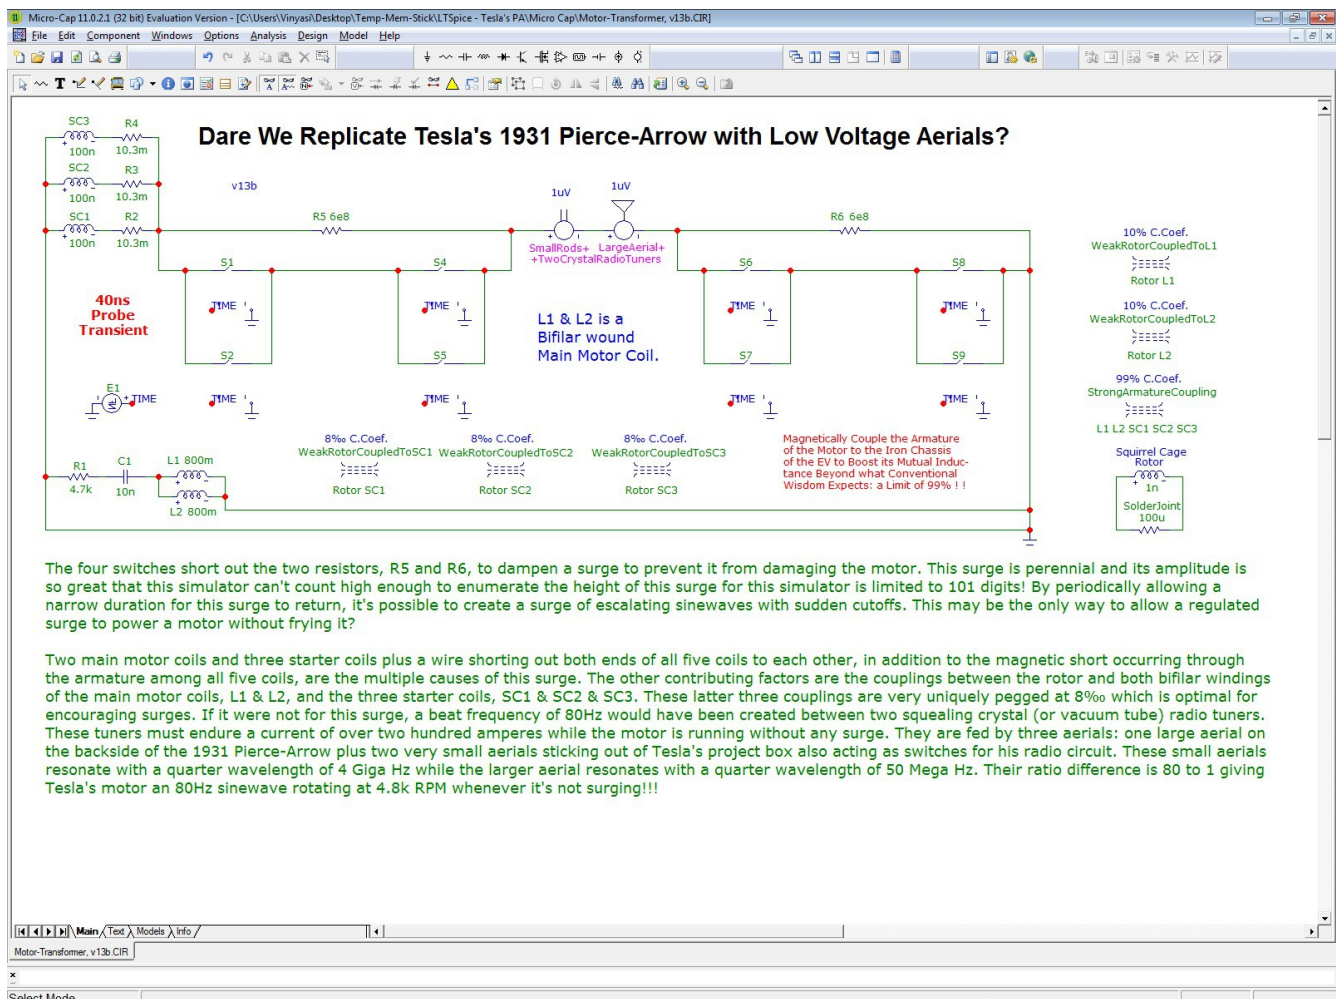 Micro-Cap 11.0.2.1 (32 bit) Evaluation Version - [C:\Users\Vinyasi\Desktop\Temp-Mem-Stick\LTSpice - Tesla's PA\Micro Cap\Motor-Transformer, v13b.CIR]
File Edit Component Windows Options Analysis Design Model Help
Dare We Replicate Tesla's 1931 Pierce-Arrow with Low Voltage Aerials?
SC3 R4
100n 10.3m
SC2 R3
100n 10.3m
SC1 R2
100n 10.3m
v13b
R5 6e8
1uV
1uV
SmallRods+ LargeAerial+
+TwoCrystalRadioTuners
R6 6e8
S1
S4
S6
S8
TIME
TIME
TIME
TIME
S2
S5
S7
S9
TIME
TIME
TIME
TIME
40ns
Probe
Transient
L1 & L2 is a
Bifilar wound
Main Motor Coil.
E1
TIME
R1
4.7k
C1
10n
L1 800m
L2 800m
8‰ C.Coef.
WeakRotorCoupledToSC1
Rotor SC1
8‰ C.Coef.
WeakRotorCoupledToSC2
Rotor SC2
8‰ C.Coef.
WeakRotorCoupledToSC3
Rotor SC3
Magnetically Couple the Armature
of the Motor to the Iron Chassis
of the EV to Boost its Mutual Induc-
tance Beyond what Conventional
Wisdom Expects: a Limit of 99% ! !
10% C.Coef.
WeakRotorCoupledToL1
Rotor L1
10% C.Coef.
WeakRotorCoupledToL2
Rotor L2
99% C.Coef.
StrongArmatureCoupling
L1 L2 SC1 SC2 SC3
Squirrel Cage
Rotor
1n
SolderJoint
100u
The four switches short out the two resistors, R5 and R6, to dampen a surge to prevent it from damaging the motor. This surge is perennial and its amplitude is
so great that this simulator can't count high enough to enumerate the height of this surge for this simulator is limited to 101 digits! By periodically allowing a
narrow duration for this surge to return, it's possible to create a surge of escalating sinewaves with sudden cutoffs. This may be the only way to allow a regulated
surge to power a motor without frying it?
Two main motor coils and three starter coils plus a wire shorting out both ends of all five coils to each other, in addition to the magnetic short occurring through
the armature among all five coils, are the multiple causes of this surge. The other contributing factors are the couplings between the rotor and both bifilar windings
of the main motor coils, L1 & L2, and the three starter coils, SC1 & SC2 & SC3. These latter three couplings are very uniquely pegged at 8‰ which is optimal for
encouraging surges. If it were not for this surge, a beat frequency of 80Hz would have been created between two squealing crystal (or vacuum tube) radio tuners.
These tuners must endure a current of over two hundred amperes while the motor is running without any surge. They are fed by three aerials: one large aerial on
the backside of the 1931 Pierce-Arrow plus two very small aerials sticking out of Tesla's project box also acting as switches for his radio circuit. These small aerials
resonate with a quarter wavelength of 4 Giga Hz while the larger aerial resonates with a quarter wavelength of 50 Mega Hz. Their ratio difference is 80 to 1 giving
Tesla's motor an 80Hz sinewave rotating at 4.8k RPM whenever it's not surging!!!
Main Text Models Info
Motor-Transformer, v13b.CIR
Select Mode